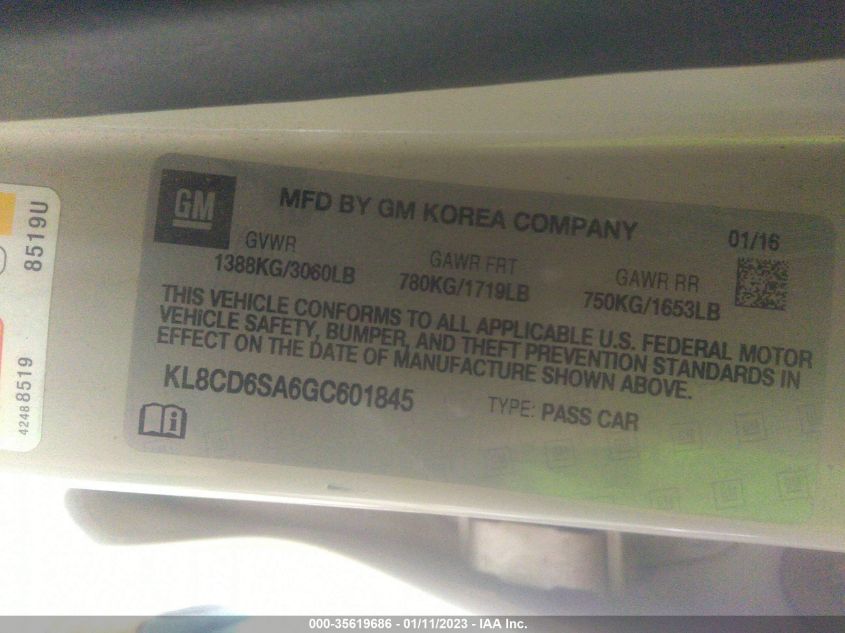 GM
MFD BY GM KOREA COMPANY
01/16
GVWR
1388KG/3060LB
GAWR FRT
780KG/1719LB
GAWR RR
750KG/1653LB
THIS VEHICLE CONFORMS TO ALL APPLICABLE U.S. FEDERAL MOTOR
VEHICLE SAFETY, BUMPER, AND THEFT PREVENTION STANDARDS IN
EFFECT ON THE DATE OF MANUFACTURE SHOWN ABOVE.
KL8CD6SA6GC601845
TYPE: PASS CAR
8519U
42488519
000-35619686 - 01/11/2023 - IAA Inc.